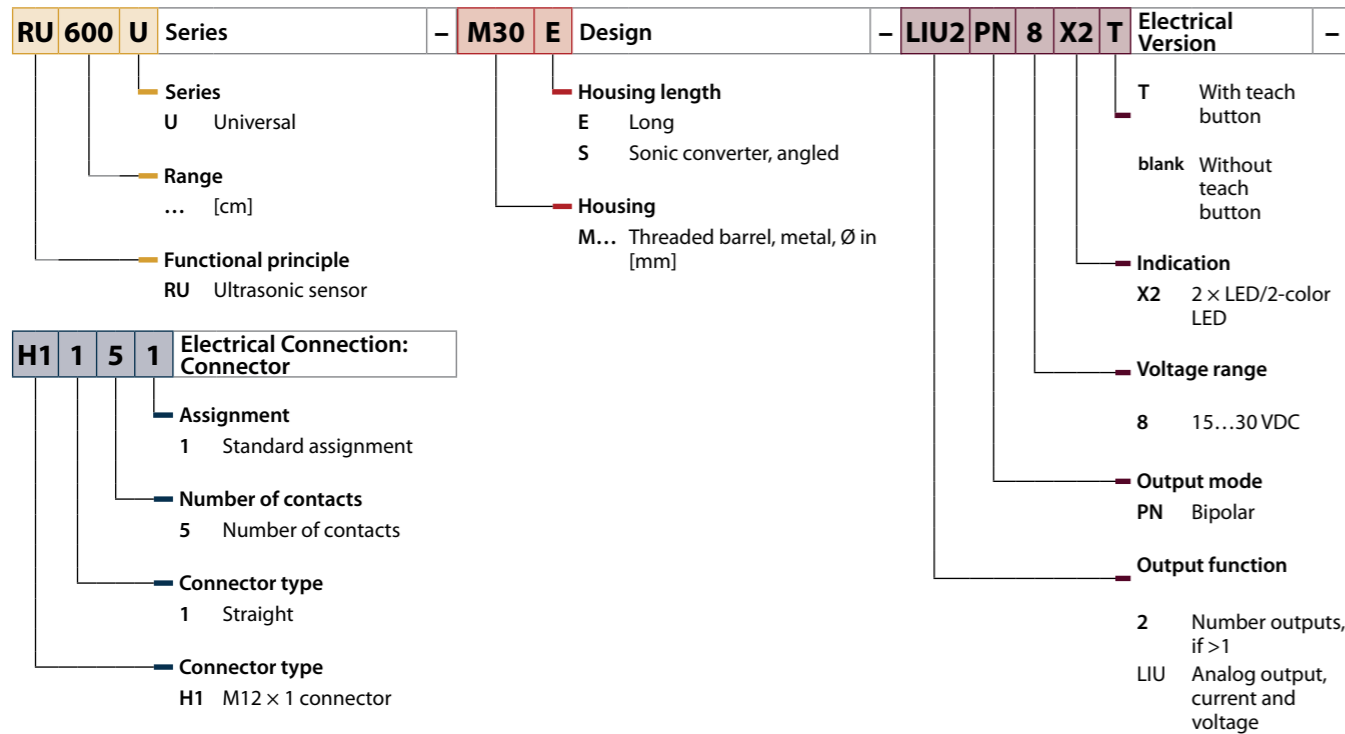 RU 600 U Series – M30 E Design – LIU2 PN 8 X2 T Electrical Version –
Series
U Universal
Range
… [cm]
Functional principle
RU Ultrasonic sensor
Housing length
E Long
S Sonic converter, angled
Housing
M… Threaded barrel, metal, Ø in
[mm]
T With teach
button
blank Without
teach
button
Indication
X2 2 × LED/2-color
LED
Voltage range
8 15…30 VDC
Output mode
PN Bipolar
Output function
2 Number outputs,
if >1
LIU Analog output,
current and
voltage
H1 1 5 1 Electrical Connection:
Connector
Assignment
1 Standard assignment
Number of contacts
5 Number of contacts
Connector type
1 Straight
Connector type
H1 M12 × 1 connector